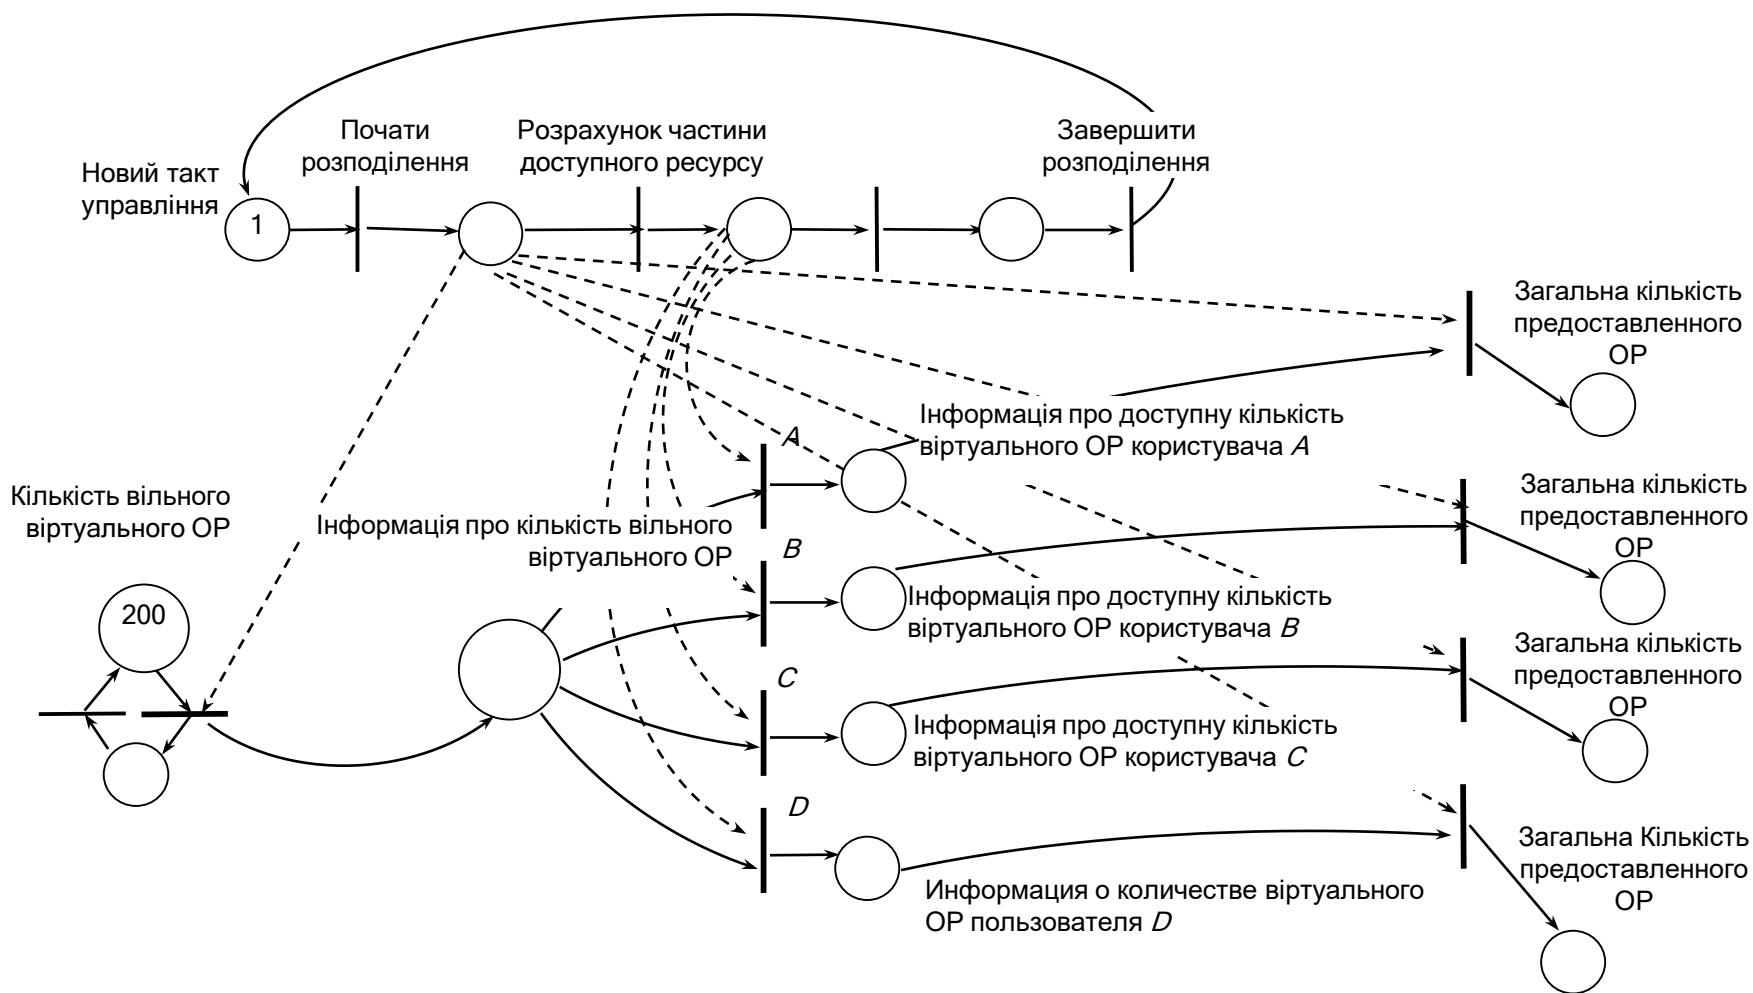 Почати
розподілення
Розрахунок частини
доступного ресурсу
Завершити
розподілення
Новий такт
управління
1
Загальна кількість
предоставленного
ОР
A
Інформація про доступну кількість
віртуального ОР користувача A
Кількість вільного
віртуального ОР
Інформація про кількість вільного
віртуального ОР
Загальна кількість
предоставленного
ОР
B
Інформація про доступну кількість
віртуального ОР користувача B
200
Загальна кількість
предоставленного
ОР
C
Інформація про доступну кількість
віртуального ОР користувача C
D
Загальна Кількість
предоставленного
ОР
Информация о количестве віртуального
ОР пользователя D